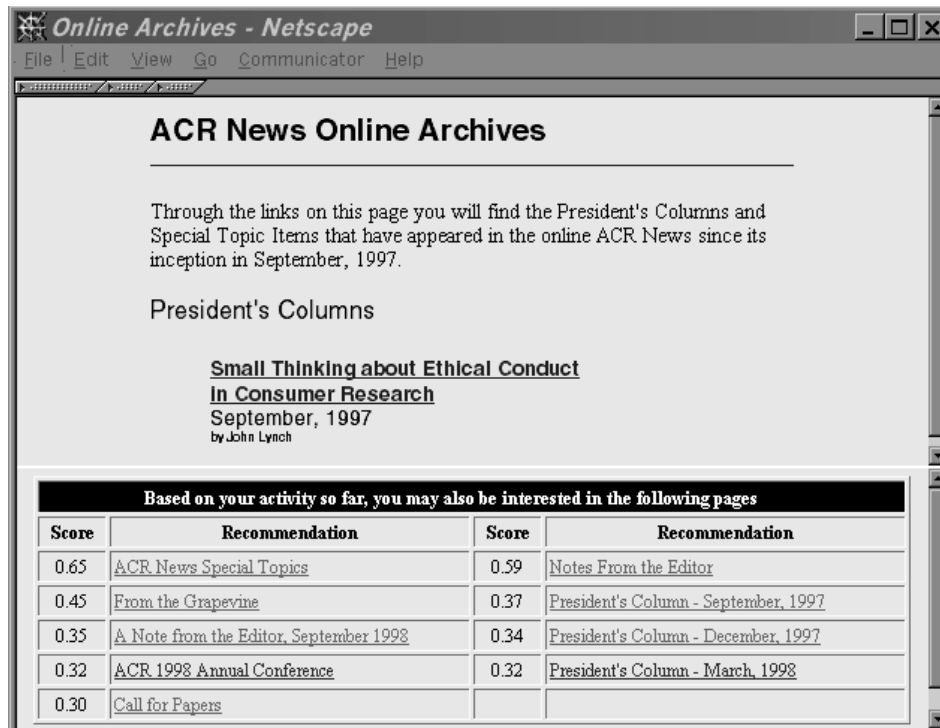 Online Archives - Netscape
File Edit View Go Communicator Help
ACR News Online Archives
Through the links on this page you will find the President's Columns and
Special Topic Items that have appeared in the online ACR News since its
inception in September, 1997.
President's Columns
Small Thinking about Ethical Conduct
in Consumer Research
September, 1997
by John Lynch
Based on your activity so far, you may also be interested in the following pages
Score Recommendation Score Recommendation
0.65 ACR News Special Topics 0.59 Notes From the Editor
0.45 From the Grapevine 0.37 President's Column - September, 1997
0.35 A Note from the Editor, September 1998 0.34 President's Column - December, 1997
0.32 ACR 1998 Annual Conference 0.32 President's Column - March, 1998
0.30 Call for Papers